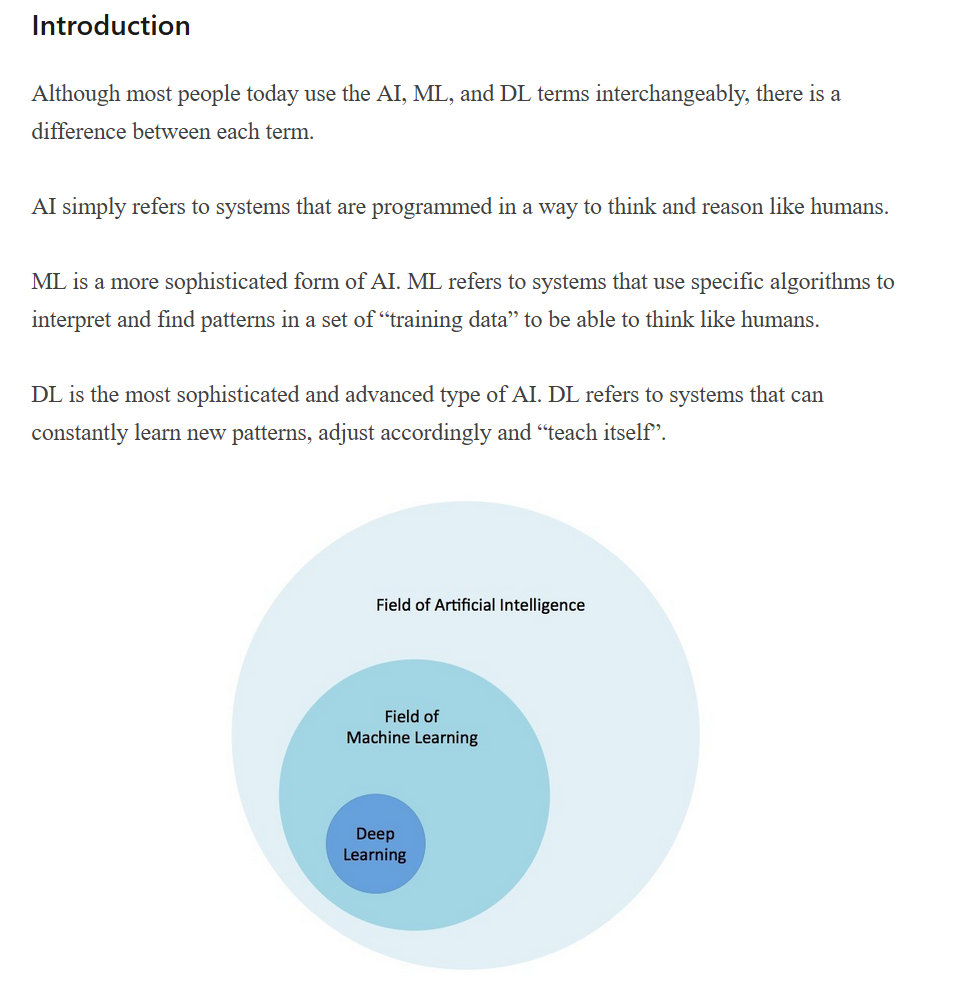 Introduction
Although most people today use the AI, ML, and DL terms interchangeably, there is a
difference between each term.
AI simply refers to systems that are programmed in a way to think and reason like humans.
ML is a more sophisticated form of AI. ML refers to systems that use specific algorithms to
interpret and find patterns in a set of “training data” to be able to think like humans.
DL is the most sophisticated and advanced type of AI. DL refers to systems that can
constantly learn new patterns, adjust accordingly and “teach itself”.
Field of Artificial Intelligence
Field of
Machine Learning
Deep
Learning